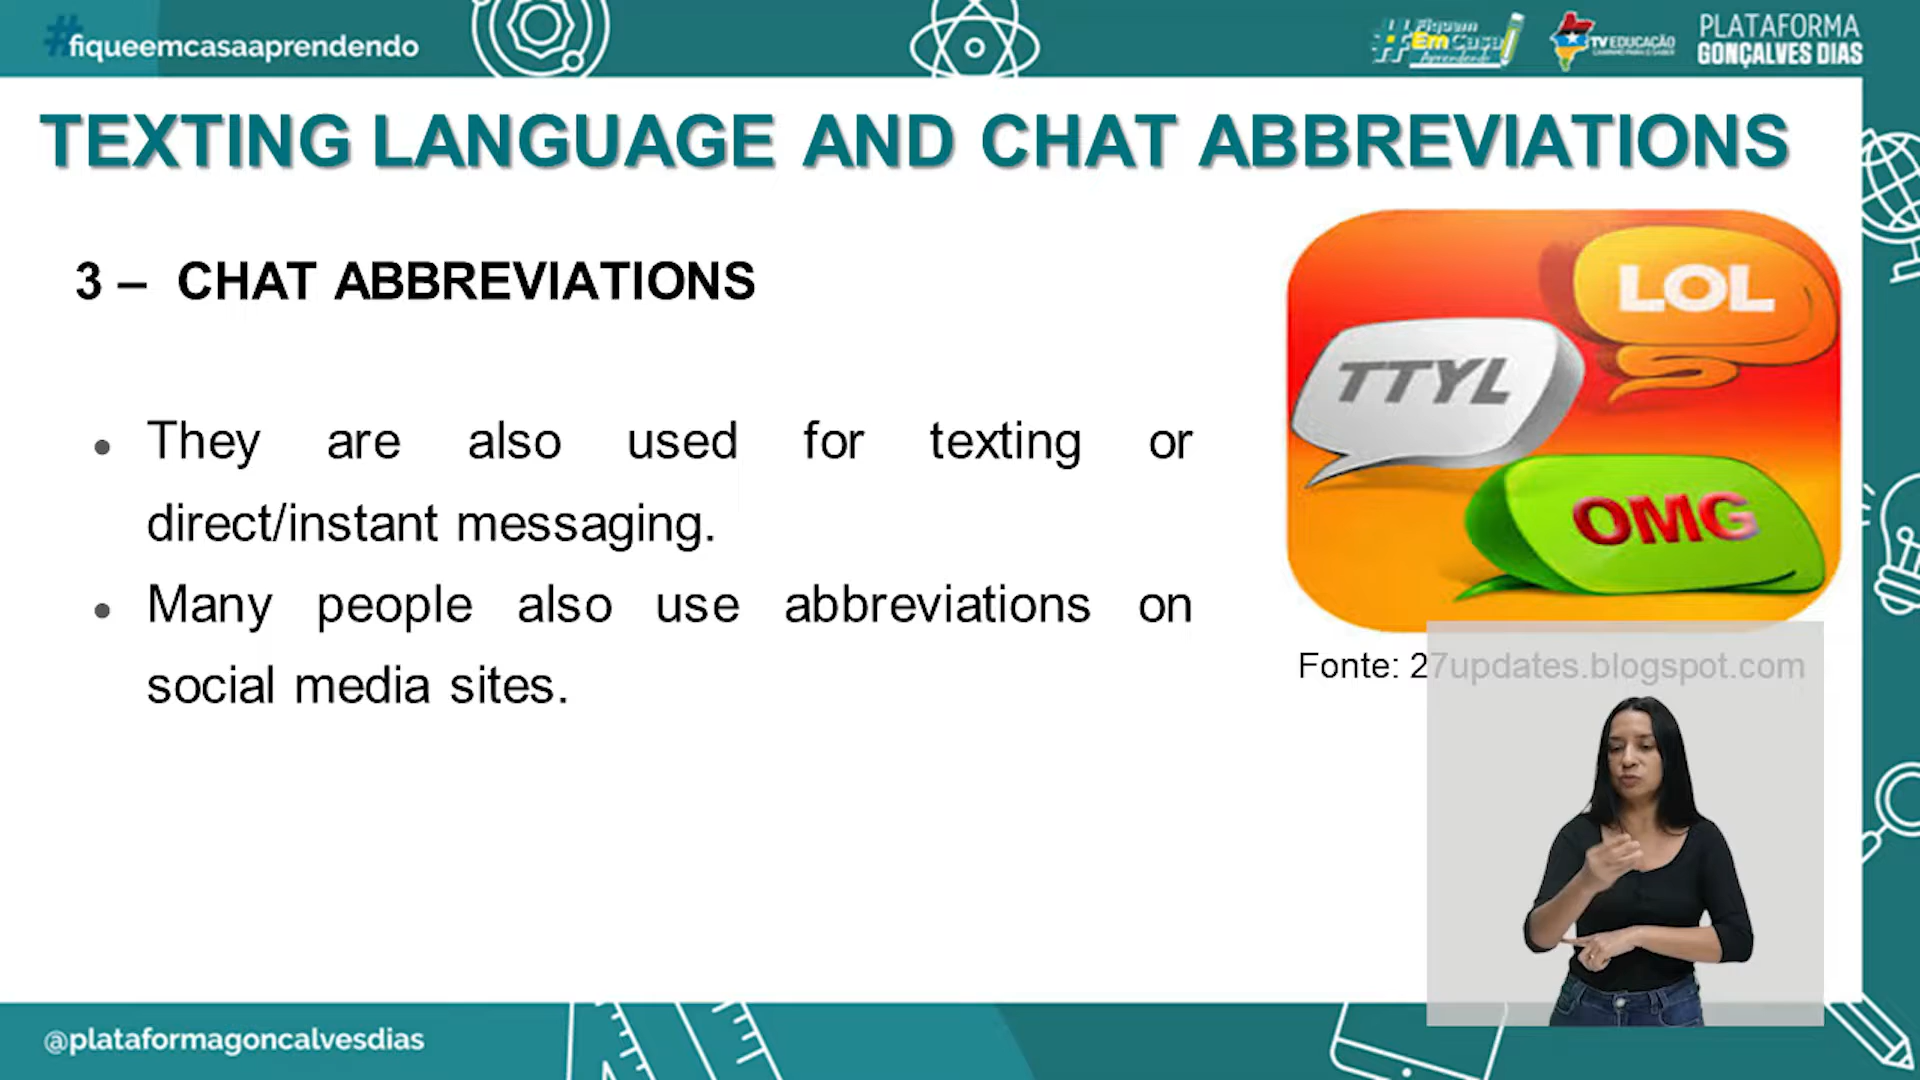 #fiqueemcasaaprendendo
#Fiquem
Em Casa
Aprendendo
TV EDUCAÇÃO
PLATAFORMA
GONÇALVES DIAS
TEXTING LANGUAGE AND CHAT ABBREVIATIONS
3 – CHAT ABBREVIATIONS
• They are also used for texting or
direct/instant messaging.
• Many people also use abbreviations on
social media sites.
LOL
TTYL
OMG
Fonte: 27updates.blogspot.com
@plataformagoncalvesdias